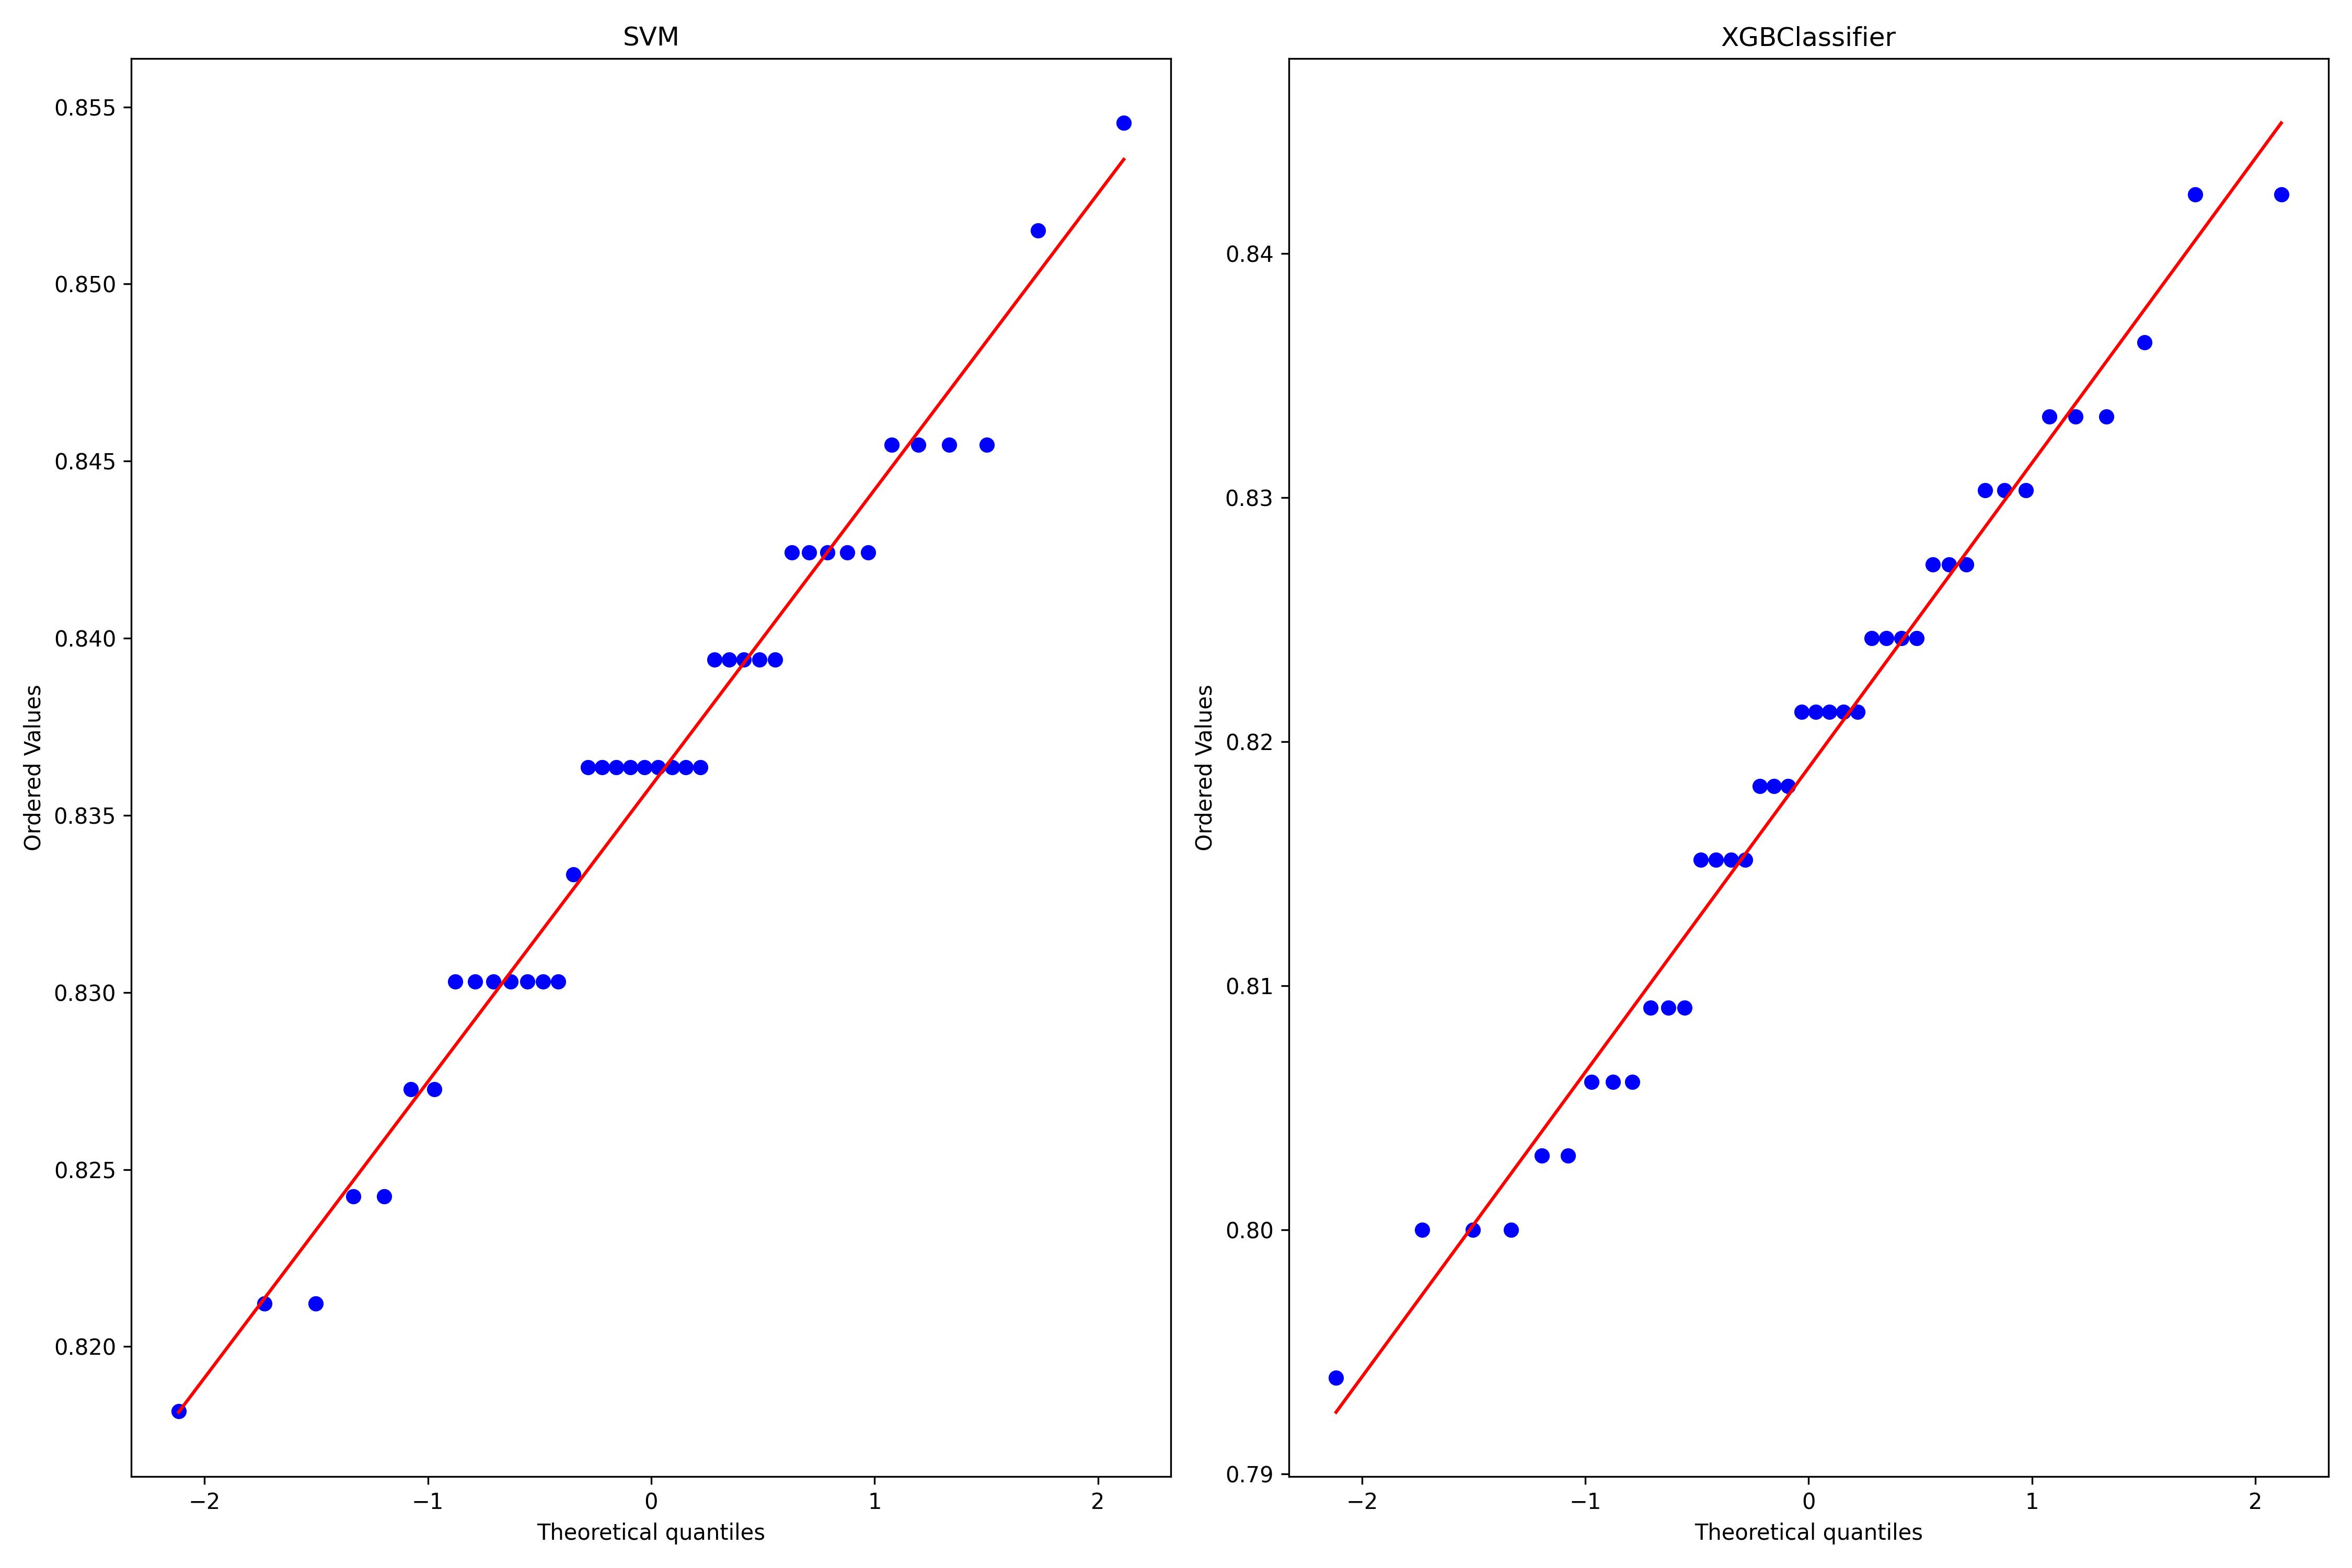 SVM
0.855
0.850
0.845
0.840
0.835
0.830
0.825
0.820
Ordered Values
−2 −1 0 1 2
Theoretical quantiles
XGBClassifier
0.84
0.83
0.82
0.81
0.80
0.79
Ordered Values
−2 −1 0 1 2
Theoretical quantiles